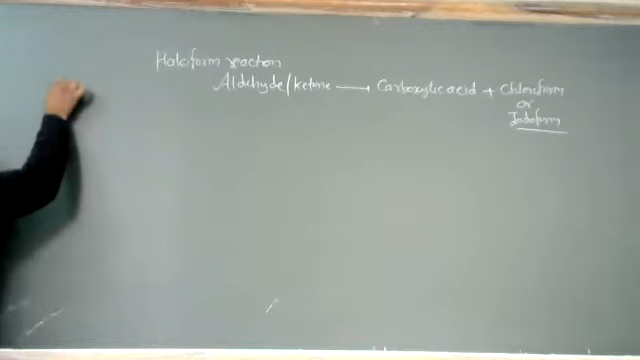 Haloform reaction
Aldehyde/ketone → Carboxylic acid + Chloroform
or
Iodoform